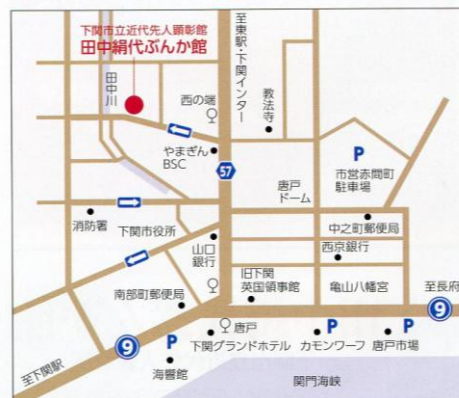 下関市立近代先人顕彰館
田中絹代ぶんか館
至東駅・下関インター
田中川
西の端
教法寺
やまぎん
BSC
57
P
市営赤間町
駐車場
唐戸
ドーム
消防署
下関市役所
山口
銀行
中之町郵便局
西京銀行
旧下関
英国領事館
亀山八幡宮
至長府
9
南部町郵便局
9
至下関駅
唐戸
P
P
P
下関グランドホテル
カモンワーフ
唐戸市場
海響館
関門海峡